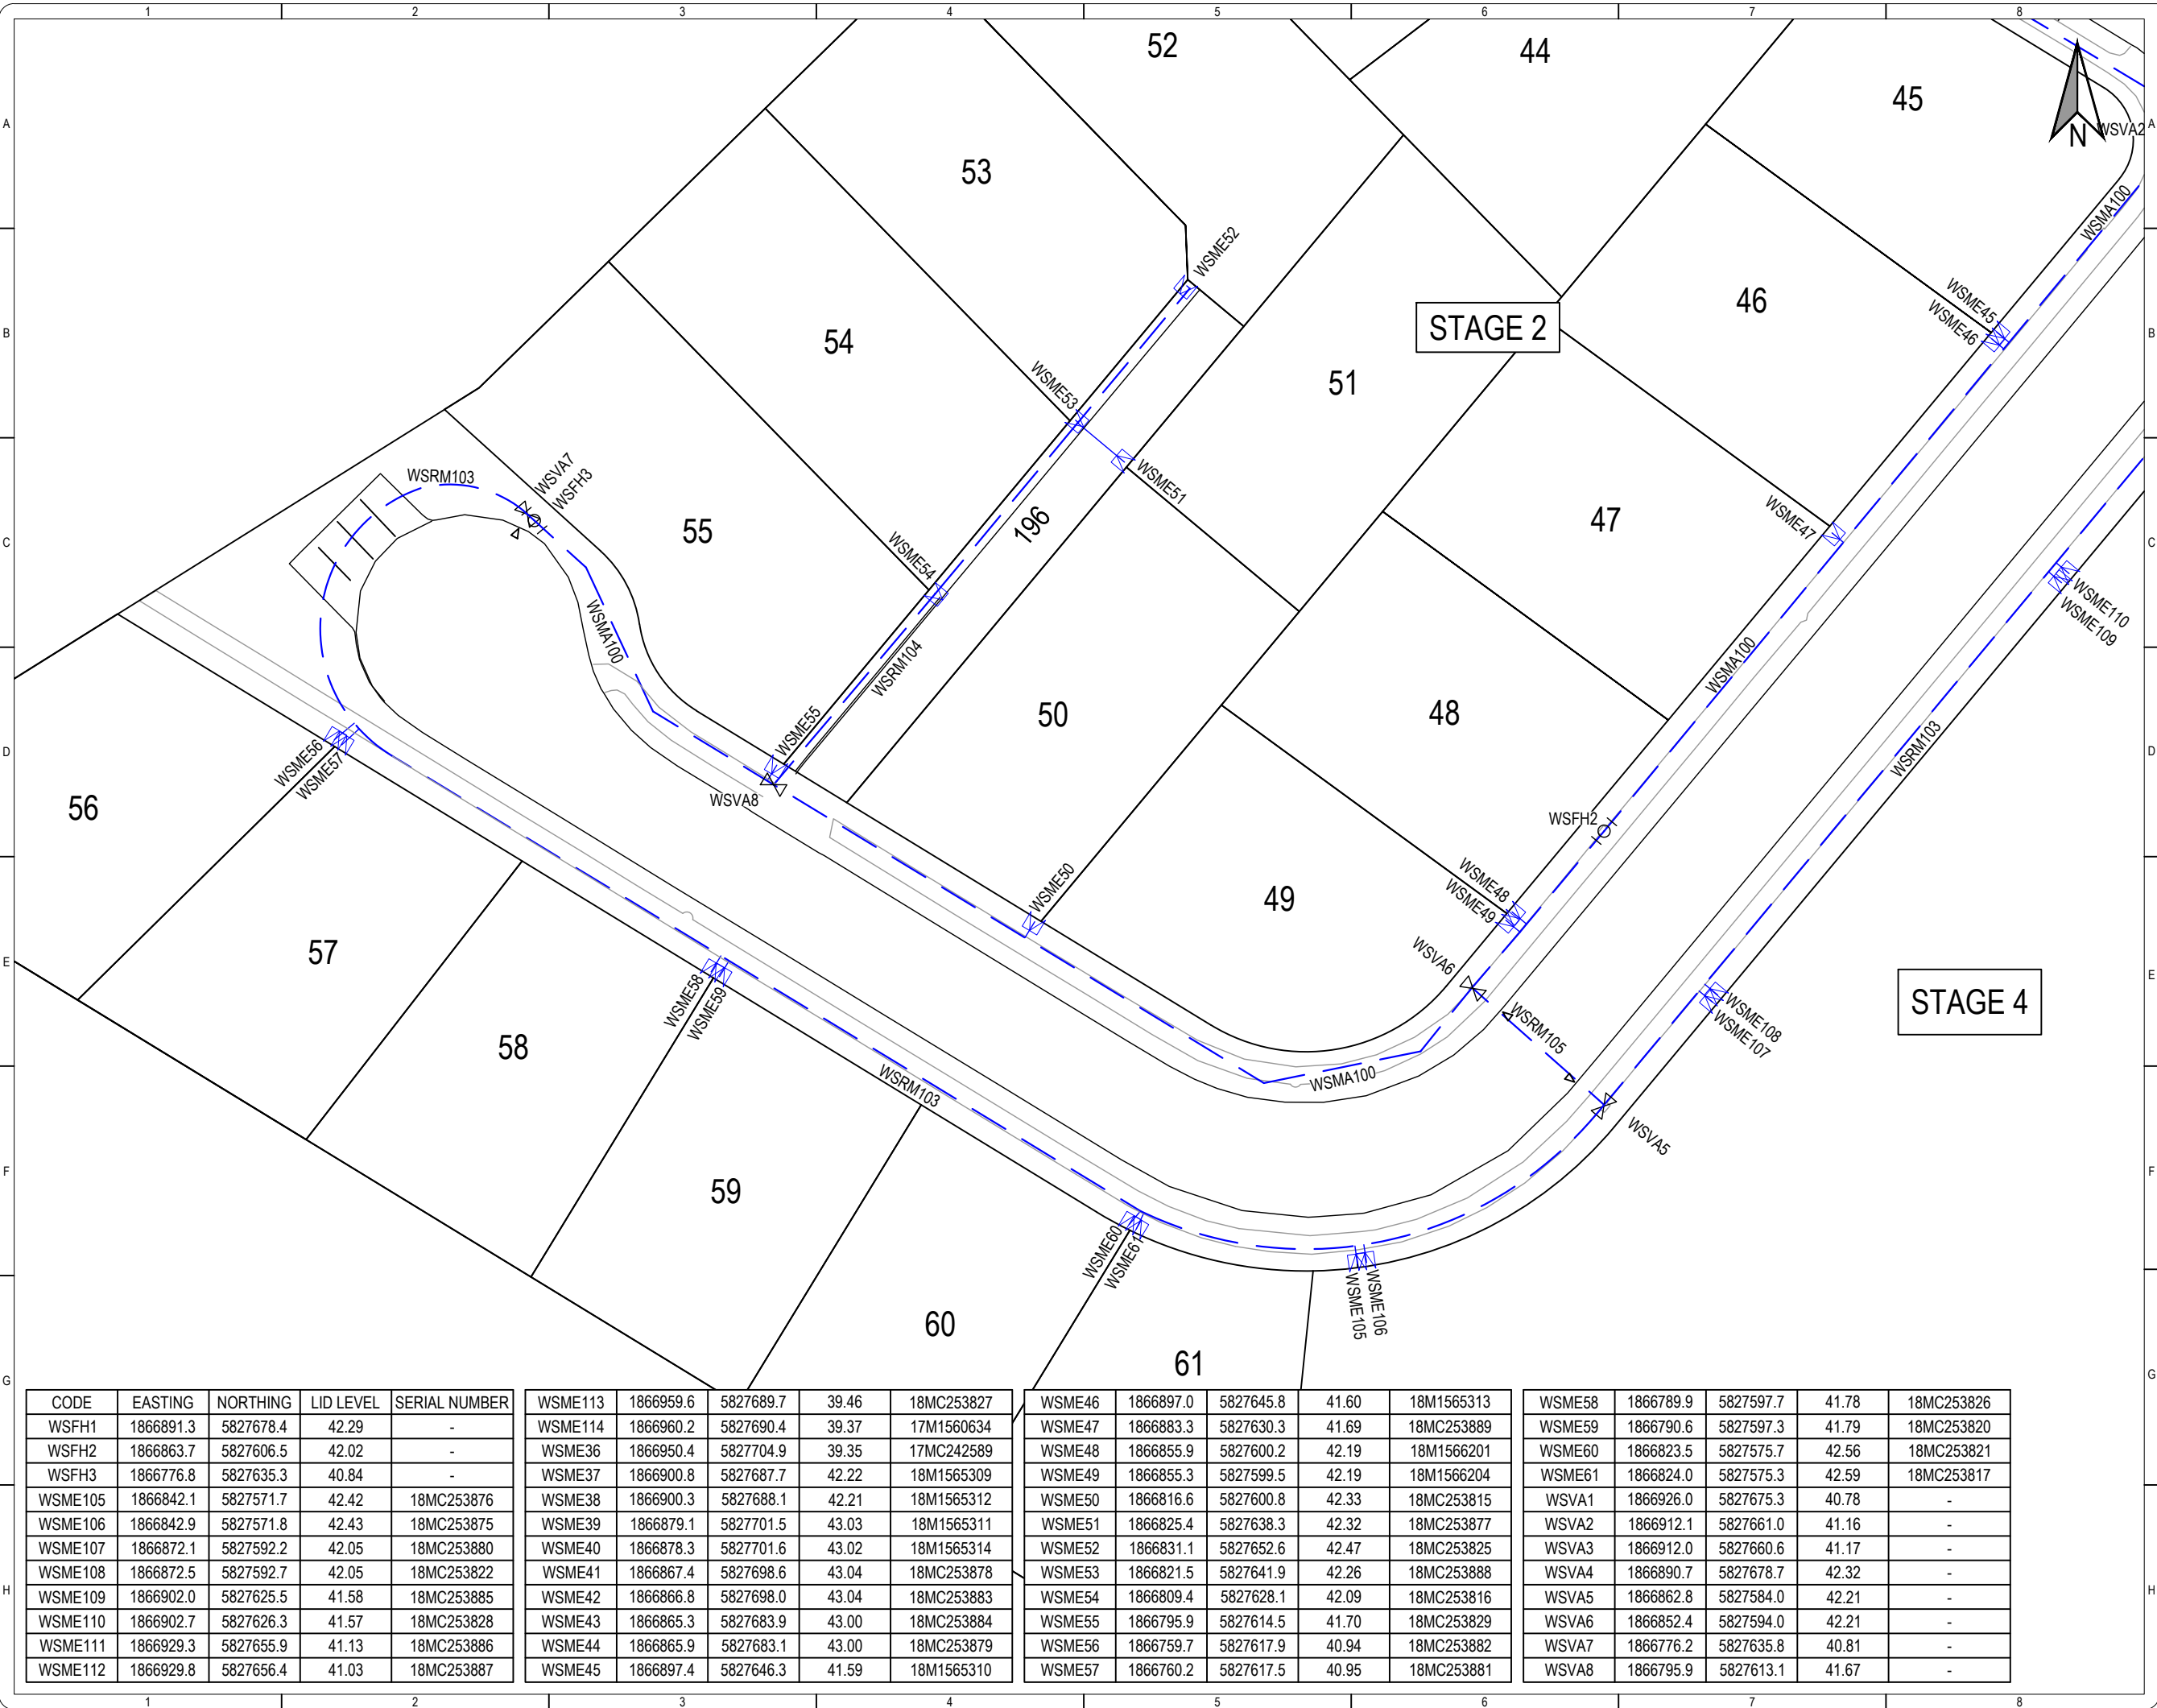 1 2 3 4 5 6 7 8
A A
B B
C C
D D
E E
F F
G G
H H
52
44
45
N
WSVA2
53
WSMA100
WSME52
46
WSME45
WSME46
STAGE 2
54
51
WSME53
WSME51
WSRM103
WSVA7
WSFH3
55
196
47
WSME47
WSME54
WSME110
WSME109
WSMA100
WSRM104
WSMA100
50
48
WSRM103
WSME55
WSME56
WSME57
WSVA8
56
WSFH2
WSME50
49
WSME48
WSME49
57
WSVA6
WSME58
WSME59
STAGE 4
WSME108
WSME107
WSRM105
58
WSRM103
WSMA100
WSVA5
59
WSME60
WSME61
WSME105
WSME106
60
61
CODE EASTING NORTHING LID LEVEL SERIAL NUMBER
WSFH1 1866891.3 5827678.4 42.29 -
WSFH2 1866863.7 5827606.5 42.02 -
WSFH3 1866776.8 5827635.3 40.84 -
WSME105 1866842.1 5827571.7 42.42 18MC253876
WSME106 1866842.9 5827571.8 42.43 18MC253875
WSME107 1866872.1 5827592.2 42.05 18MC253880
WSME108 1866872.5 5827592.7 42.05 18MC253822
WSME109 1866902.0 5827625.5 41.58 18MC253885
WSME110 1866902.7 5827626.3 41.57 18MC253828
WSME111 1866929.3 5827655.9 41.13 18MC253886
WSME112 1866929.8 5827656.4 41.03 18MC253887
WSME113 1866959.6 5827689.7 39.46 18MC253827
WSME114 1866960.2 5827690.4 39.37 17M1560634
WSME36 1866950.4 5827704.9 39.35 17MC242589
WSME37 1866900.8 5827687.7 42.22 18M1565309
WSME38 1866900.3 5827688.1 42.21 18M1565312
WSME39 1866879.1 5827701.5 43.03 18M1565311
WSME40 1866878.3 5827701.6 43.02 18M1565314
WSME41 1866867.4 5827698.6 43.04 18MC253878
WSME42 1866866.8 5827698.0 43.04 18MC253883
WSME43 1866865.3 5827683.9 43.00 18MC253884
WSME44 1866865.9 5827683.1 43.00 18MC253879
WSME45 1866897.4 5827646.3 41.59 18M1565310
WSME46 1866897.0 5827645.8 41.60 18M1565313
WSME47 1866883.3 5827630.3 41.69 18MC253889
WSME48 1866855.9 5827600.2 42.19 18M1566201
WSME49 1866855.3 5827599.5 42.19 18M1566204
WSME50 1866816.6 5827600.8 42.33 18MC253815
WSME51 1866825.4 5827638.3 42.32 18MC253877
WSME52 1866831.1 5827652.6 42.47 18MC253825
WSME53 1866821.5 5827641.9 42.26 18MC253888
WSME54 1866809.4 5827628.1 42.09 18MC253816
WSME55 1866795.9 5827614.5 41.70 18MC253829
WSME56 1866759.7 5827617.9 40.94 18MC253882
WSME57 1866760.2 5827617.5 40.95 18MC253881
WSME58 1866789.9 5827597.7 41.78 18MC253826
WSME59 1866790.6 5827597.3 41.79 18MC253820
WSME60 1866823.5 5827575.7 42.56 18MC253821
WSME61 1866824.0 5827575.3 42.59 18MC253817
WSVA1 1866926.0 5827675.3 40.78 -
WSVA2 1866912.1 5827661.0 41.16 -
WSVA3 1866912.0 5827660.6 41.17 -
WSVA4 1866890.7 5827678.7 42.32 -
WSVA5 1866862.8 5827584.0 42.21 -
WSVA6 1866852.4 5827594.0 42.21 -
WSVA7 1866776.2 5827635.8 40.81 -
WSVA8 1866795.9 5827613.1 41.67 -
1 2 3 4 5 6 7 8